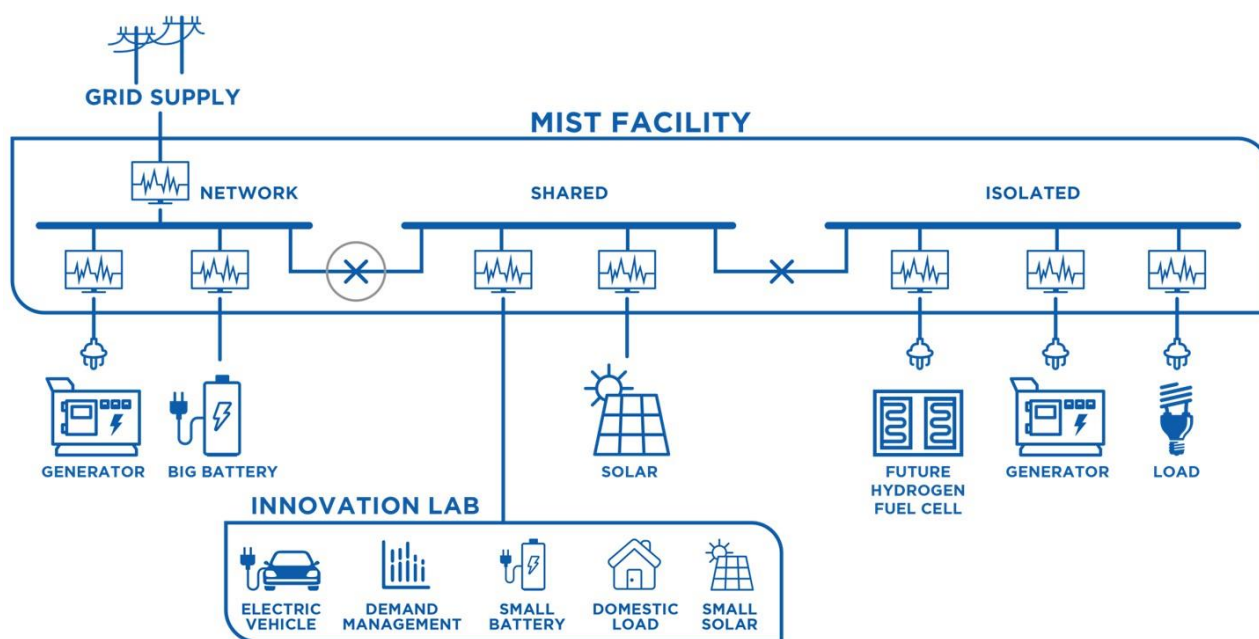 GRID SUPPLY
MIST FACILITY
NETWORK
SHARED
ISOLATED
GENERATOR
BIG BATTERY
SOLAR
FUTURE
HYDROGEN
FUEL CELL
GENERATOR
LOAD
INNOVATION LAB
ELECTRIC
VEHICLE
DEMAND
MANAGEMENT
SMALL
BATTERY
DOMESTIC
LOAD
SMALL
SOLAR